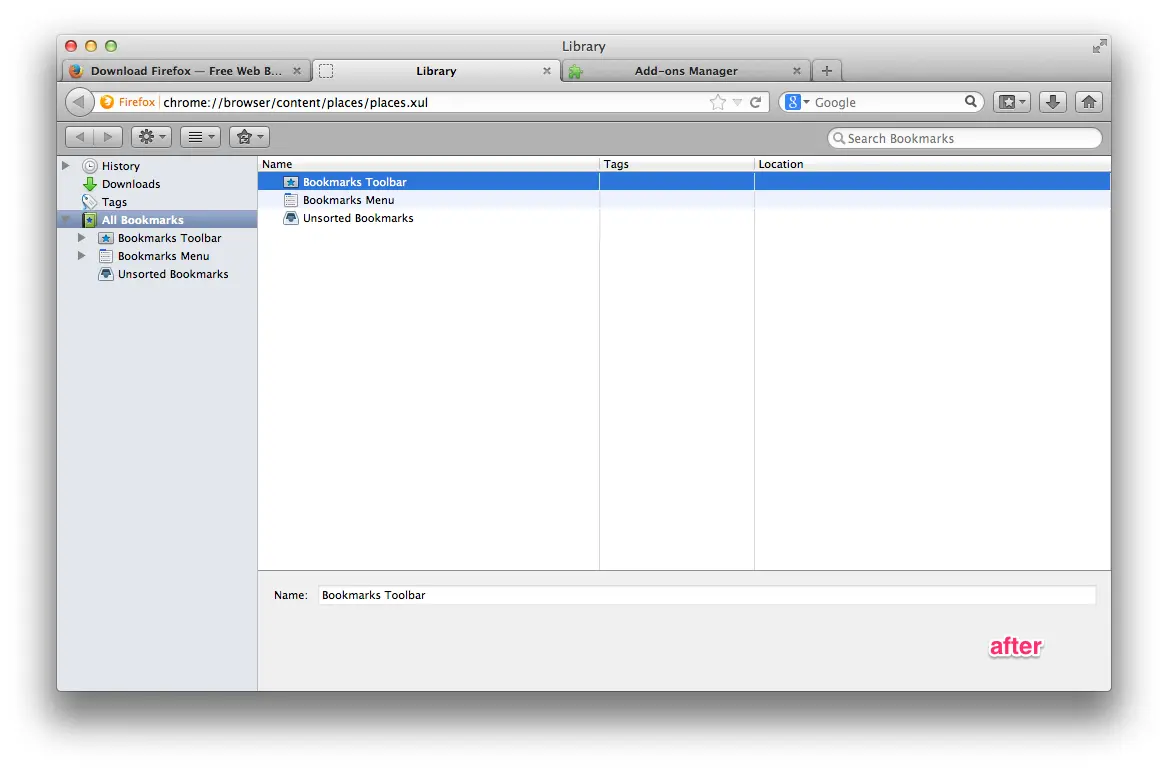 Library
Download Firefox — Free Web B...
Library
Add-ons Manager
Firefox
chrome://browser/content/places/places.xul
Google
Search Bookmarks
History
Downloads
Tags
All Bookmarks
Bookmarks Toolbar
Bookmarks Menu
Unsorted Bookmarks
Name Tags Location
Bookmarks Toolbar
Bookmarks Menu
Unsorted Bookmarks
Name: Bookmarks Toolbar
after